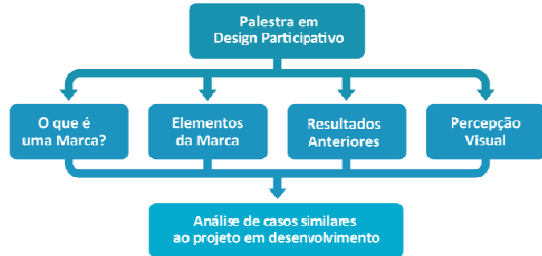 Palestra em
Design Participativo
O que é
uma Marca?
Elementos
da Marca
Resultados
Anteriores
Percepção
Visual
Análise de casos similares
ao projeto em desenvolvimento